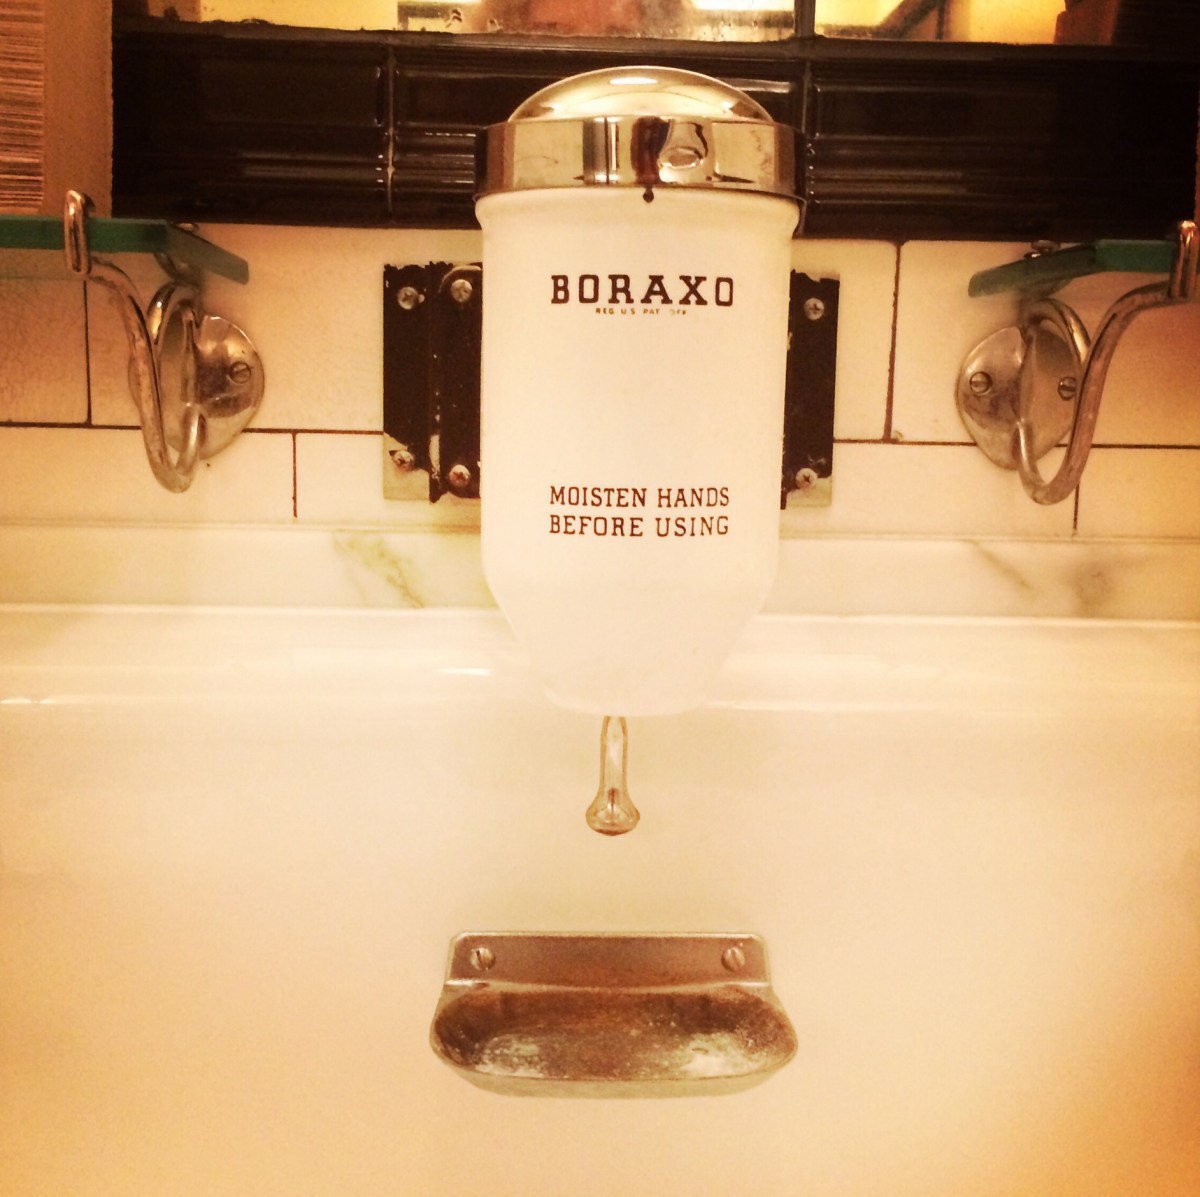 BORAXO
REG. U.S. PAT. OFF.
MOISTEN HANDS
BEFORE USING